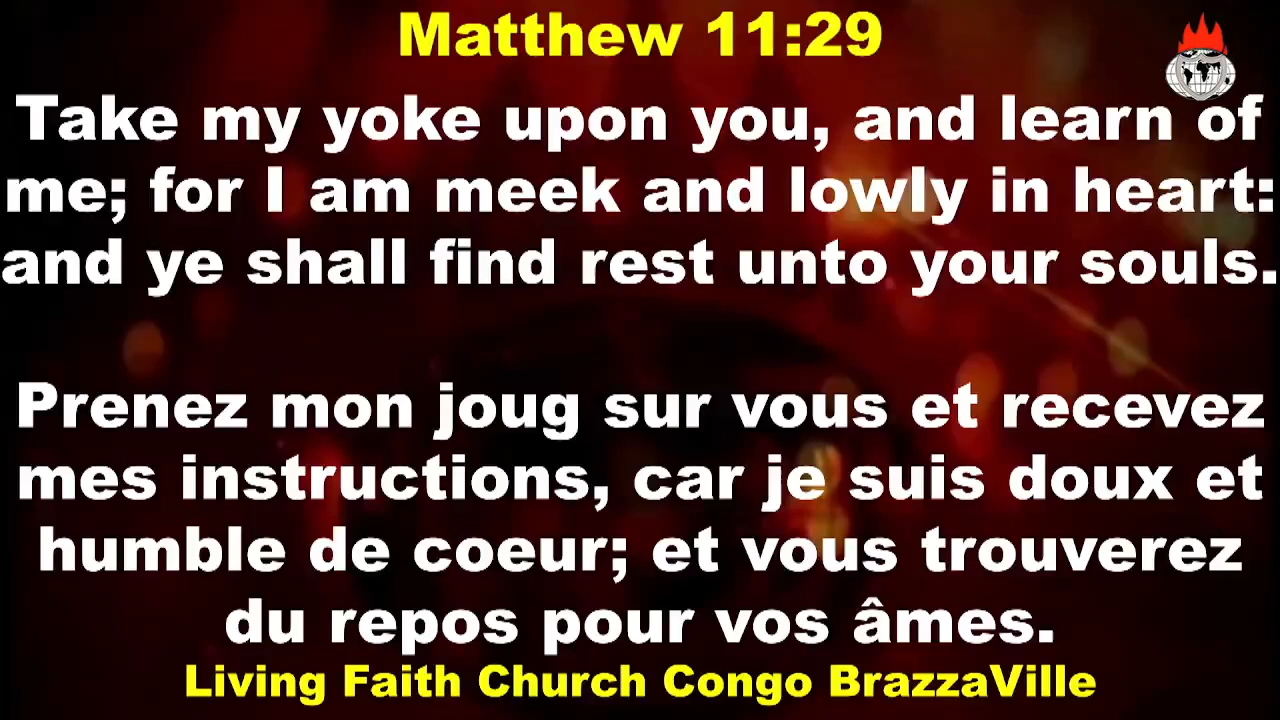 Matthew 11:29
Take my yoke upon you, and learn of
me; for I am meek and lowly in heart:
and ye shall find rest unto your souls.
Prenez mon joug sur vous et recevez
mes instructions, car je suis doux et
humble de coeur; et vous trouverez
du repos pour vos âmes.
Living Faith Church Congo BrazzaVille